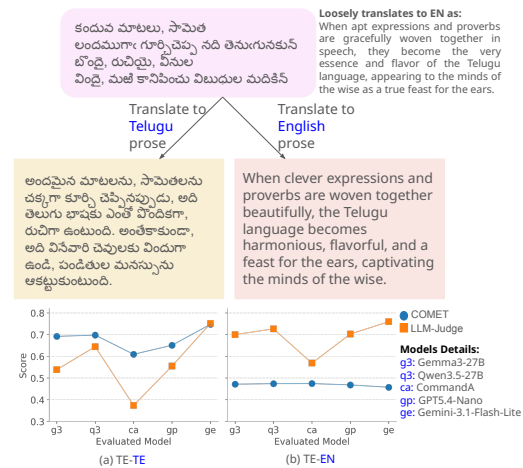 కందువ మాటలు, సామెత
లందముగాఁ గూర్చిచెప్ప నది తెనుఁగునకున్
బొందై, రుచియై, వీనుల
విందై, మఱి కానిపించు విబుధుల మదికిన్
Loosely translates to EN as:
When apt expressions and proverbs
are gracefully woven together in
speech, they become the very
essence and flavor of the Telugu
language, appearing to the minds of
the wise as a true feast for the ears.
Translate to
Telugu
prose
Translate to
English
prose
అందమైన మాటలను, సామెతలను
చక్కగా కూర్చి చెప్పినప్పుడు, అది
తెలుగు భాషకు ఎంతో పొందికగా,
రుచిగా ఉంటుంది. అంతేకాకుండా,
అది వినేవారి చెవులకు విందుగా
ఉండి, పండితుల మనస్సును
ఆకట్టుకుంటుంది.
When clever expressions and
proverbs are woven together
beautifully, the Telugu
language becomes
harmonious, flavorful, and a
feast for the ears, captivating
the minds of the wise.
0.8
0.7
0.6
0.5
0.4
0.3
Score
g3 q3 ca gp ge
Evaluated Model
(a) TE-TE
g3 q3 ca gp ge
Evaluated Model
(b) TE-EN
COMET
LLM-Judge
Models Details:
g3: Gemma3-27B
q3: Qwen3.5-27B
ca: CommandA
gp: GPT5.4-Nano
ge: Gemini-3.1-Flash-Lite